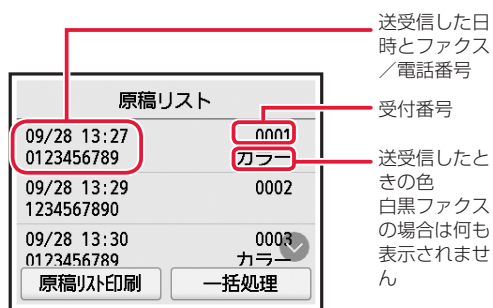 原稿リスト
09/28 13:27 0001
0123456789 カラー
09/28 13:29 0002
1234567890
09/28 13:30 0003
0123456789 カラー
原稿リスト印刷 一括処理
送受信した日
時とファクス
／電話番号
受付番号
送受信したと
きの色
白黒ファクス
の場合は何も
表示されませ
ん